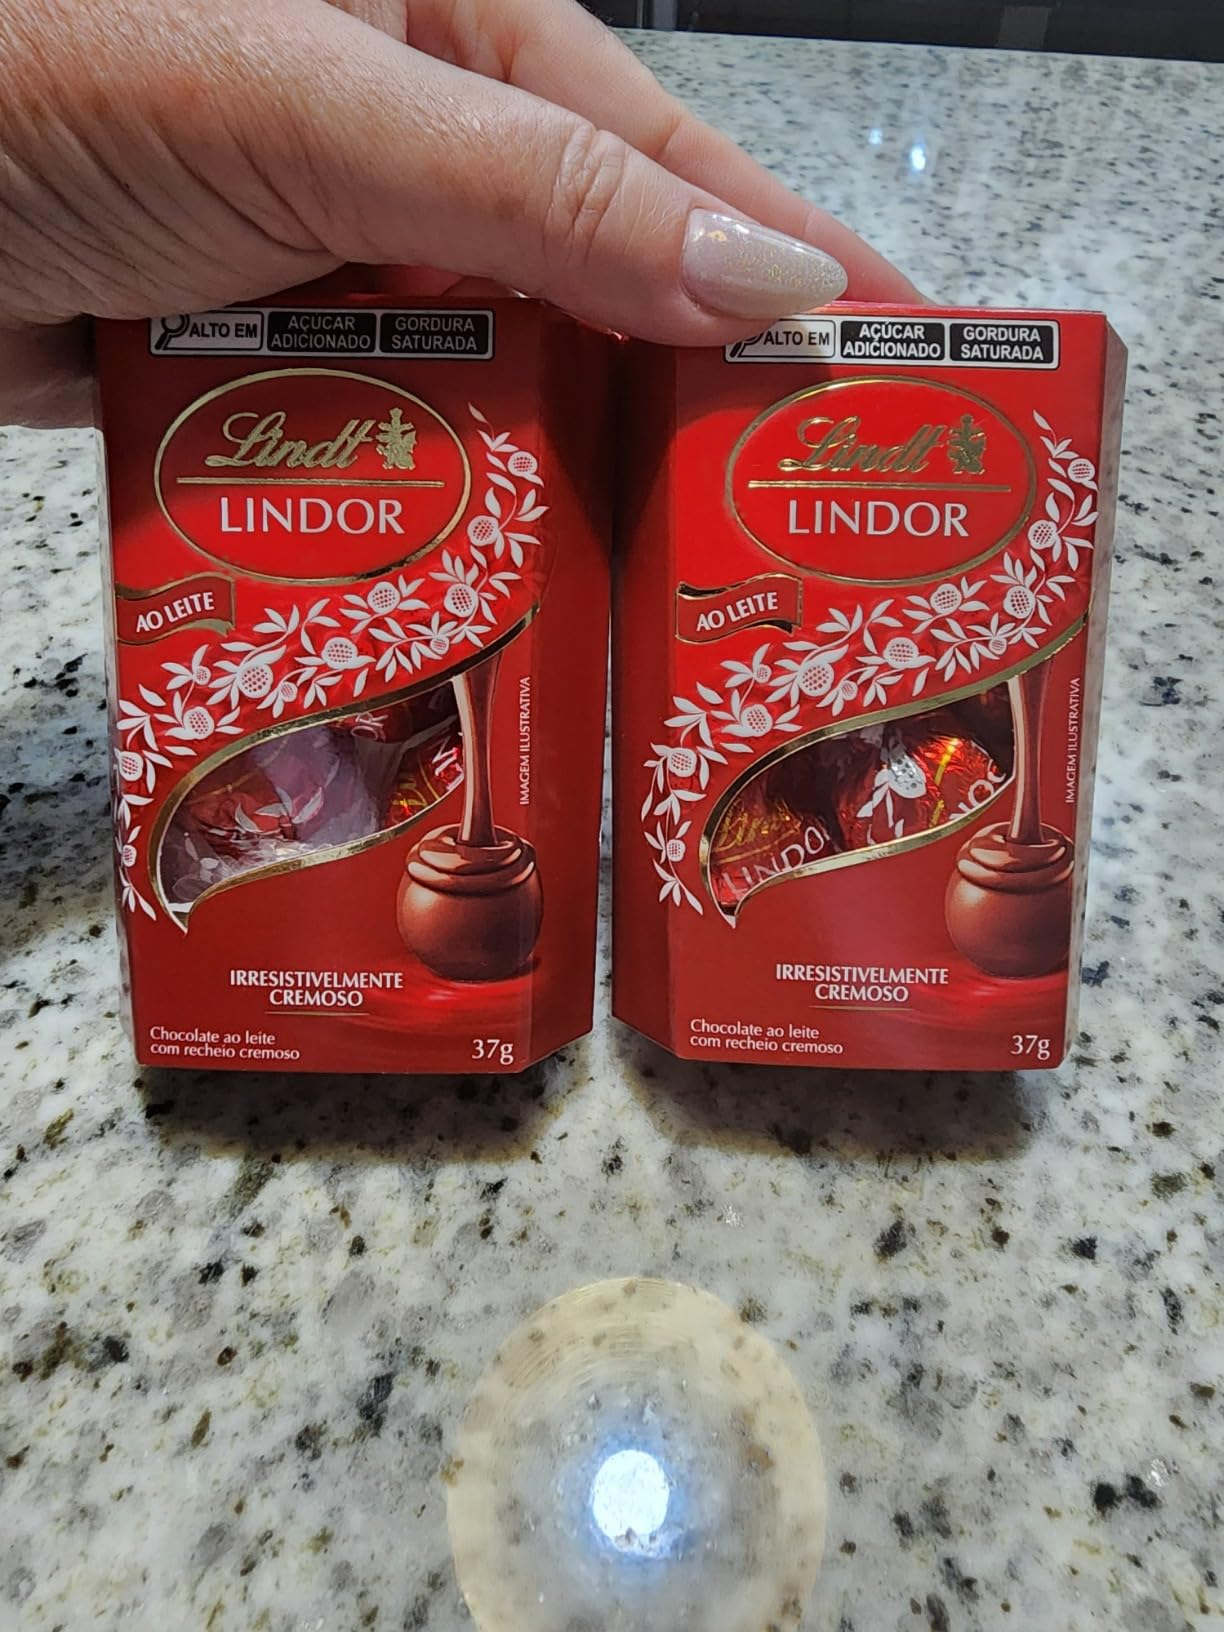 ALTO EM
AÇUCAR
ADICIONADO
GORDURA
SATURADA
Lindt
LINDOR
AO LEITE
IMAGEM ILUSTRATIVA
IRRESISTIVELMENTE
CREMOSO
Chocolate ao leite
com recheio cremoso
37g
ALTO EM
AÇÚCAR
ADICIONADO
GORDURA
SATURADA
Lindt
LINDOR
AO LEITE
IMAGEM ILUSTRATIVA
LINDOR
IRRESISTIVELMENTE
CREMOSO
Chocolate ao leite
com recheio cremoso
37g